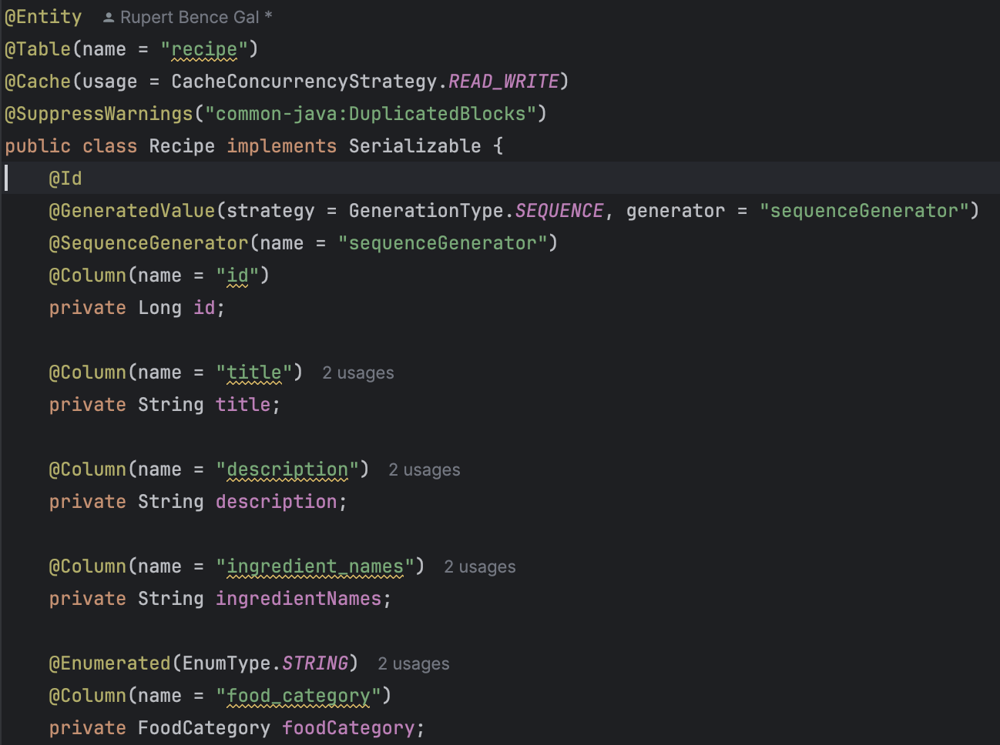 @Entity Rupert Bence Gal *
@Table(name = "recipe")
@Cache(usage = CacheConcurrencyStrategy.READ_WRITE)
@SuppressWarnings("common-java:DuplicatedBlocks")
public class Recipe implements Serializable {
@Id
@GeneratedValue(strategy = GenerationType.SEQUENCE, generator = "sequenceGenerator")
@SequenceGenerator(name = "sequenceGenerator")
@Column(name = "id")
private Long id;
@Column(name = "title") 2 usages
private String title;
@Column(name = "description") 2 usages
private String description;
@Column(name = "ingredient_names") 2 usages
private String ingredientNames;
@Enumerated(EnumType.STRING) 2 usages
@Column(name = "food_category")
private FoodCategory foodCategory;